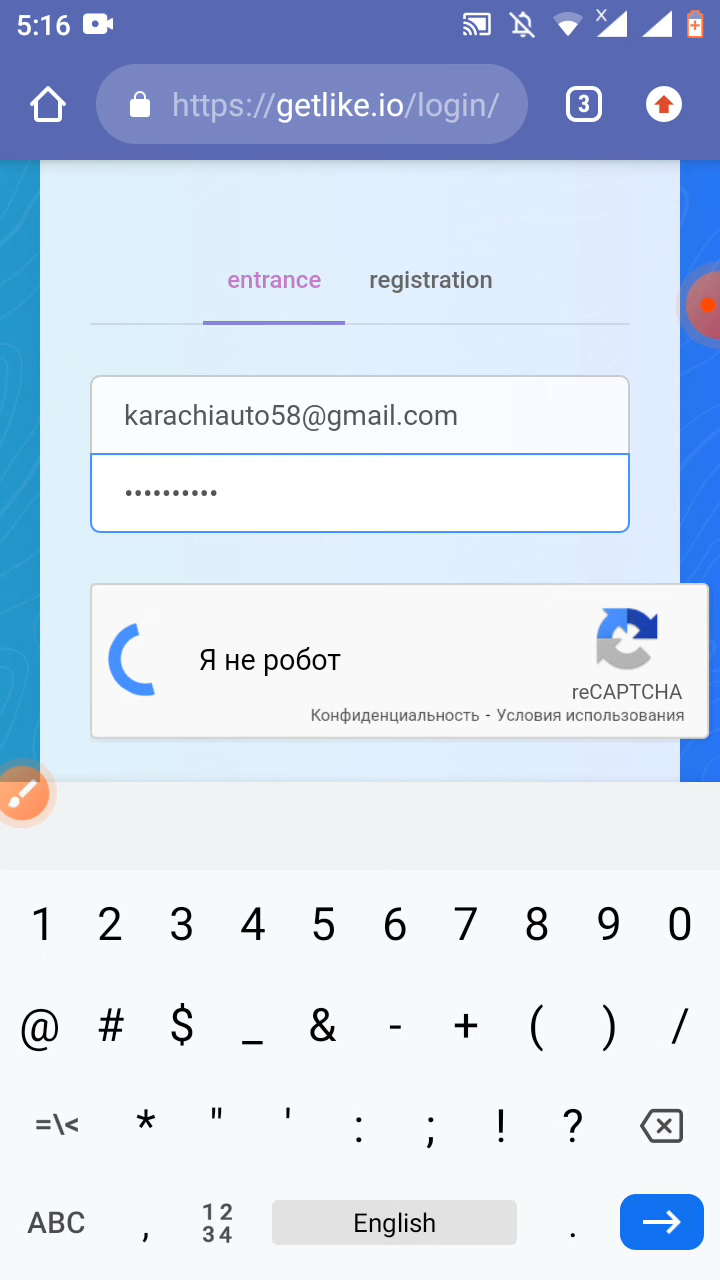 5:16
https://getlike.io/login/
3
entrance registration
karachiauto58@gmail.com
••••••••••
Я не робот
reCAPTCHA
Конфиденциальность - Условия использования
1 2 3 4 5 6 7 8 9 0
@ # $ _ & - + ( ) /
=\< * " ' : ; ! ?
ABC , 12 34 English .